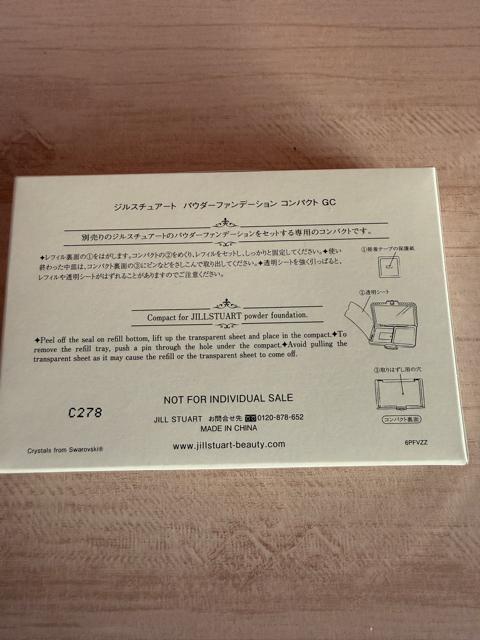 ジルスチュアート パウダーファンデーション コンパクト GC
別売りのジルスチュアートのパウダーファンデーションをセットする専用のコンパクトです。
◆レフィル裏面の①をはがします。コンパクトの②をめくり、レフィルをセットし、しっかりと固定してください。◆使い
終わった中皿は、コンパクト裏面の③にピンなどをさしこんで取り出してください。◆透明シートを強く引っぱると、
レフィルや透明シートがはずれることがありますのでご注意ください。
①接着テープの保護紙
②透明シート
③取りはずし用の穴
コンパクト裏面
Compact for JILLSTUART powder foundation.
◆Peel off the seal on refill bottom, lift up the transparent sheet and place in the compact.◆To
remove the refill tray, push a pin through the hole under the compact.◆Avoid pulling the
transparent sheet as it may cause the refill or the transparent sheet to come off.
C278
NOT FOR INDIVIDUAL SALE
JILL STUART お問合せ先 0120-878-652
MADE IN CHINA
www.jillstuart-beauty.com
Crystals from Swarovski®
6PFVZZ